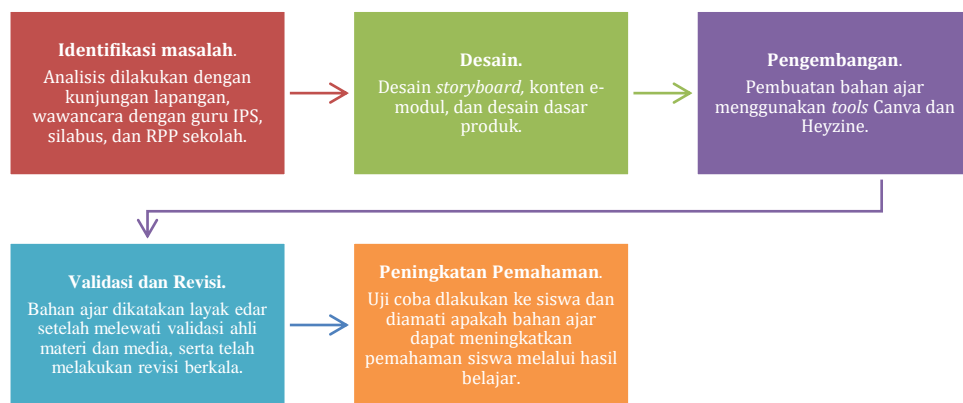 Identifikasi masalah.
Analisis dilakukan dengan
kunjungan lapangan,
wawancara dengan guru IPS,
silabus, dan RPP sekolah.
Desain.
Desain storyboard, konten e-
modul, dan desain dasar
produk.
Pengembangan.
Pembuatan bahan ajar
menggunakan tools Canva dan
Heyzine.
Validasi dan Revisi.
Bahan ajar dikatakan layak edar
setelah melewati validasi ahli
materi dan media, serta telah
melakukan revisi berkala.
Peningkatan Pemahaman.
Uji coba dlakukan ke siswa dan
diamati apakah bahan ajar
dapat meningkatkan
pemahaman siswa melalui hasil
belajar.